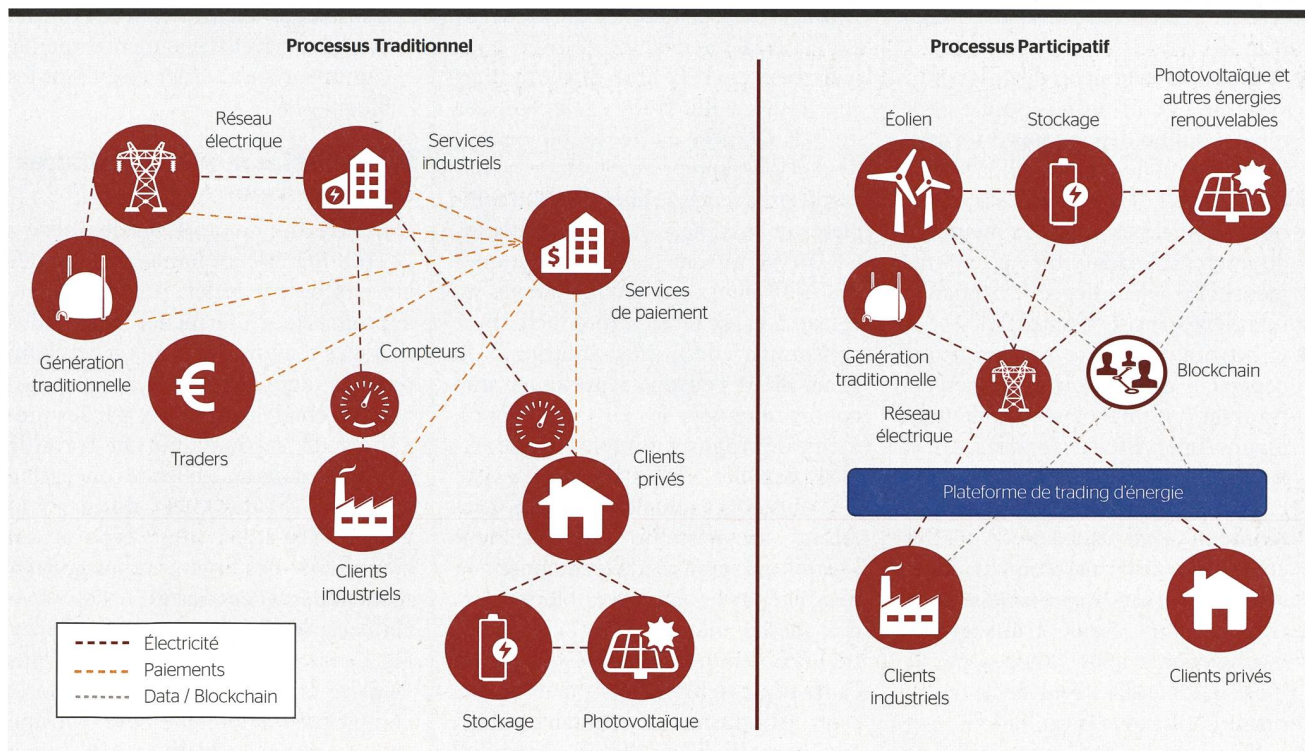 Processus Traditionnel
Réseau
électrique
Services
industriels
$
Services
de paiement
Génération
traditionnelle
Compteurs
€
Traders
Clients
privés
Clients
industriels
Électricité
Paiements
Data / Blockchain
Stockage
Photovoltaïque
Processus Participatif
Éolien
Stockage
Photovoltaïque et
autres énergies
renouvelables
Génération
traditionnelle
Blockchain
Réseau
électrique
Plateforme de trading d’énergie
Clients
industriels
Clients privés